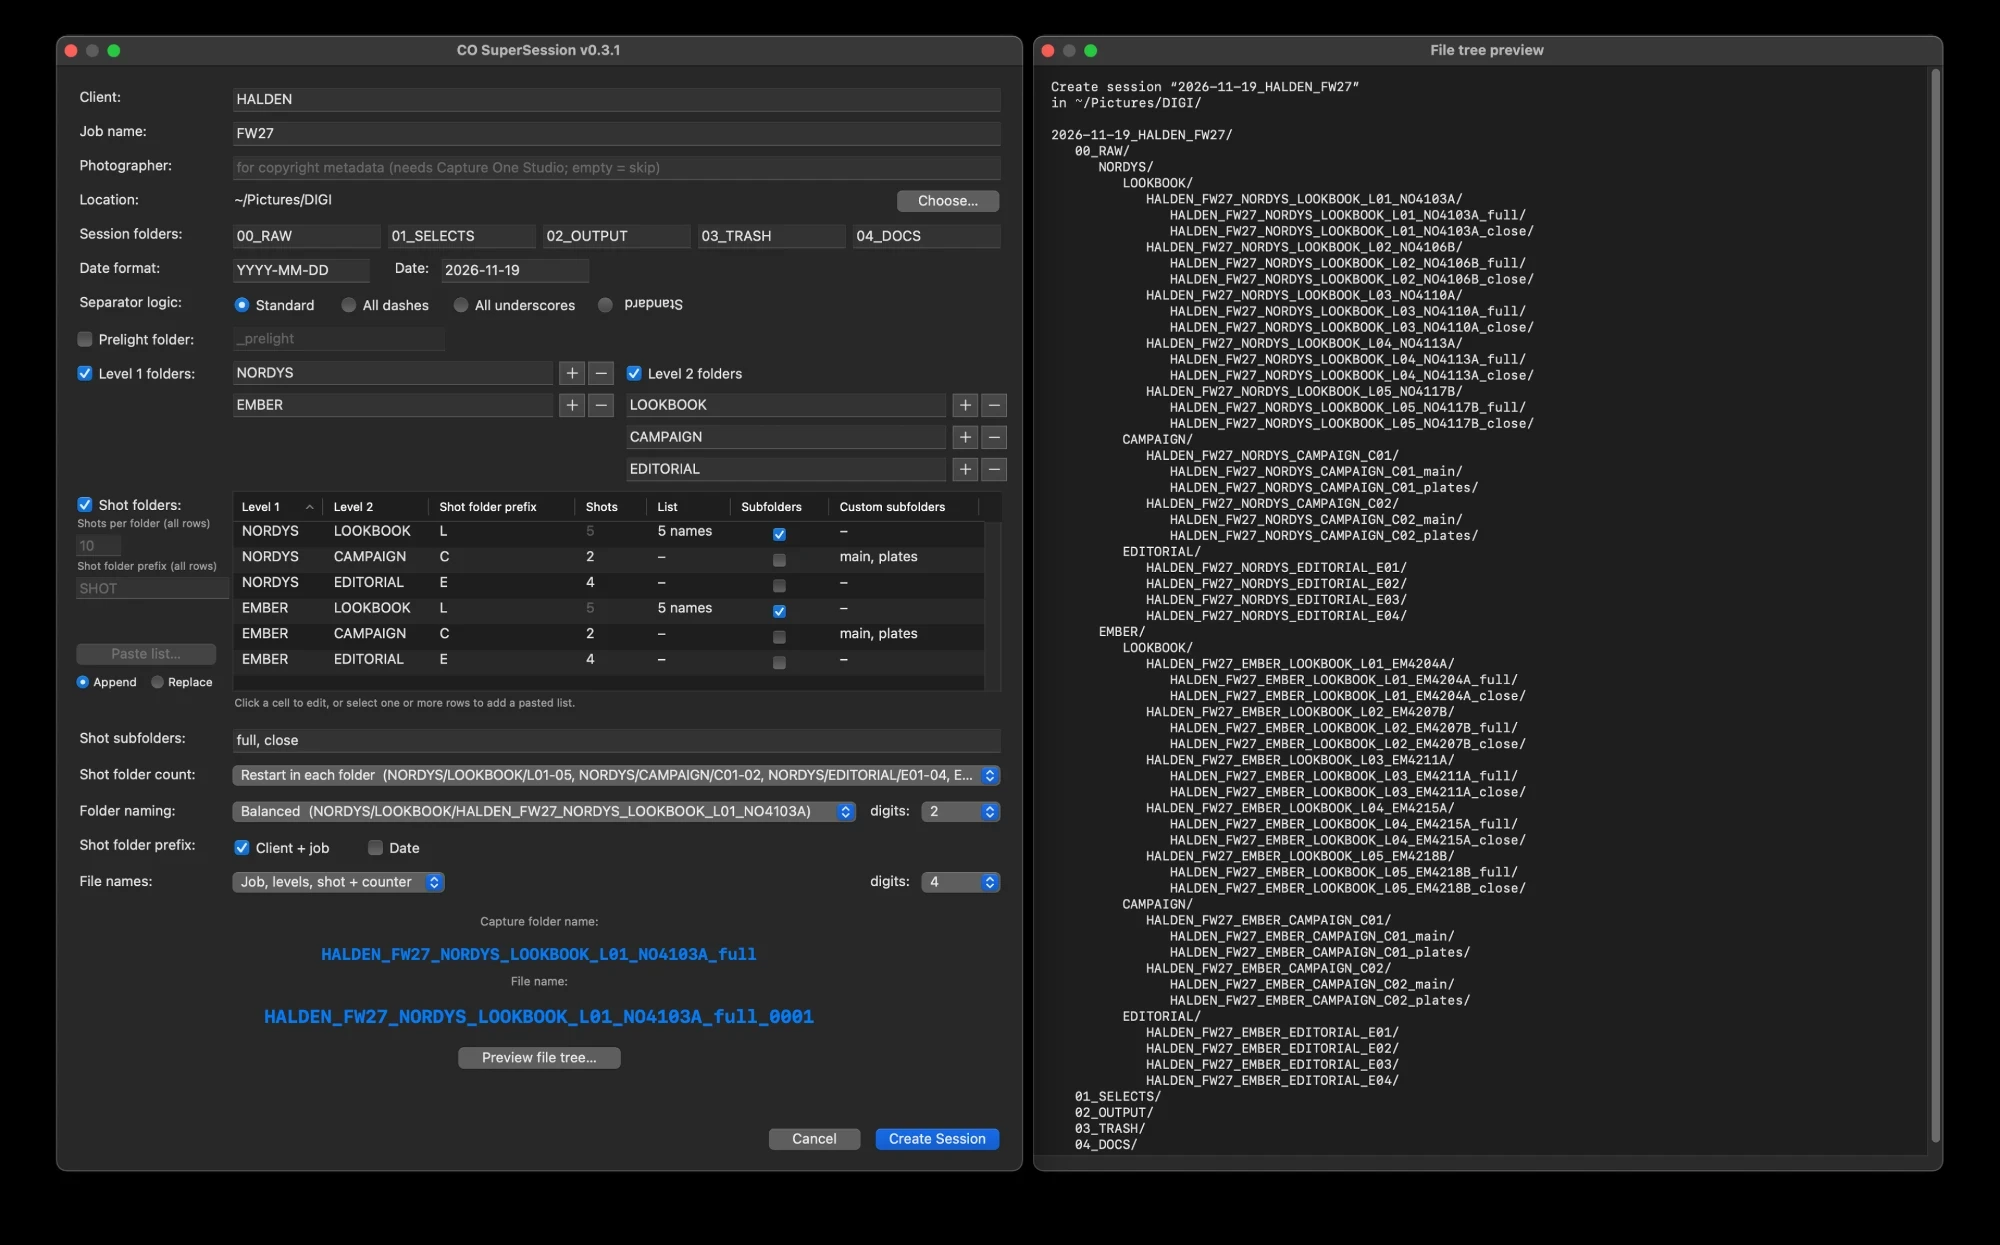 CO SuperSession v0.3.1
Client: HALDEN
Job name: FW27
Photographer: for copyright metadata (needs Capture One Studio; empty = skip)
Location: ~/Pictures/DIGI Choose...
Session folders: 00_RAW 01_SELECTS 02_OUTPUT 03_TRASH 04_DOCS
Date format: YYYY-MM-DD Date: 2026-11-19
Separator logic: Standard All dashes All underscores Standard
Prelight folder: _prelight
Level 1 folders: NORDYS + − Level 2 folders
EMBER + − LOOKBOOK + −
CAMPAIGN + −
EDITORIAL + −
Shot folders:
Shots per folder (all rows)
10
Shot folder prefix (all rows)
SHOT
Paste list...
Append Replace
Level 1 Level 2 Shot folder prefix Shots List Subfolders Custom subfolders
NORDYS LOOKBOOK L 5 5 names –
NORDYS CAMPAIGN C 2 – main, plates
NORDYS EDITORIAL E 4 – –
EMBER LOOKBOOK L 5 5 names –
EMBER CAMPAIGN C 2 – main, plates
EMBER EDITORIAL E 4 – –
Click a cell to edit, or select one or more rows to add a pasted list.
Shot subfolders: full, close
Shot folder count: Restart in each folder (NORDYS/LOOKBOOK/L01-05, NORDYS/CAMPAIGN/C01-02, NORDYS/EDITORIAL/E01-04, E...
Folder naming: Balanced (NORDYS/LOOKBOOK/HALDEN_FW27_NORDYS_LOOKBOOK_L01_NO4103A) digits: 2
Shot folder prefix: Client + job Date
File names: Job, levels, shot + counter digits: 4
Capture folder name:
HALDEN_FW27_NORDYS_LOOKBOOK_L01_NO4103A_full
File name:
HALDEN_FW27_NORDYS_LOOKBOOK_L01_NO4103A_full_0001
Preview file tree...
Cancel Create Session
File tree preview
Create session “2026-11-19_HALDEN_FW27”
in ~/Pictures/DIGI/
2026-11-19_HALDEN_FW27/
00_RAW/
NORDYS/
LOOKBOOK/
HALDEN_FW27_NORDYS_LOOKBOOK_L01_NO4103A/
HALDEN_FW27_NORDYS_LOOKBOOK_L01_NO4103A_full/
HALDEN_FW27_NORDYS_LOOKBOOK_L01_NO4103A_close/
HALDEN_FW27_NORDYS_LOOKBOOK_L02_NO4106B/
HALDEN_FW27_NORDYS_LOOKBOOK_L02_NO4106B_full/
HALDEN_FW27_NORDYS_LOOKBOOK_L02_NO4106B_close/
HALDEN_FW27_NORDYS_LOOKBOOK_L03_NO4110A/
HALDEN_FW27_NORDYS_LOOKBOOK_L03_NO4110A_full/
HALDEN_FW27_NORDYS_LOOKBOOK_L03_NO4110A_close/
HALDEN_FW27_NORDYS_LOOKBOOK_L04_NO4113A/
HALDEN_FW27_NORDYS_LOOKBOOK_L04_NO4113A_full/
HALDEN_FW27_NORDYS_LOOKBOOK_L04_NO4113A_close/
HALDEN_FW27_NORDYS_LOOKBOOK_L05_NO4117B/
HALDEN_FW27_NORDYS_LOOKBOOK_L05_NO4117B_full/
HALDEN_FW27_NORDYS_LOOKBOOK_L05_NO4117B_close/
CAMPAIGN/
HALDEN_FW27_NORDYS_CAMPAIGN_C01/
HALDEN_FW27_NORDYS_CAMPAIGN_C01_main/
HALDEN_FW27_NORDYS_CAMPAIGN_C01_plates/
HALDEN_FW27_NORDYS_CAMPAIGN_C02/
HALDEN_FW27_NORDYS_CAMPAIGN_C02_main/
HALDEN_FW27_NORDYS_CAMPAIGN_C02_plates/
EDITORIAL/
HALDEN_FW27_NORDYS_EDITORIAL_E01/
HALDEN_FW27_NORDYS_EDITORIAL_E02/
HALDEN_FW27_NORDYS_EDITORIAL_E03/
HALDEN_FW27_NORDYS_EDITORIAL_E04/
EMBER/
LOOKBOOK/
HALDEN_FW27_EMBER_LOOKBOOK_L01_EM4204A/
HALDEN_FW27_EMBER_LOOKBOOK_L01_EM4204A_full/
HALDEN_FW27_EMBER_LOOKBOOK_L01_EM4204A_close/
HALDEN_FW27_EMBER_LOOKBOOK_L02_EM4207B/
HALDEN_FW27_EMBER_LOOKBOOK_L02_EM4207B_full/
HALDEN_FW27_EMBER_LOOKBOOK_L02_EM4207B_close/
HALDEN_FW27_EMBER_LOOKBOOK_L03_EM4211A/
HALDEN_FW27_EMBER_LOOKBOOK_L03_EM4211A_full/
HALDEN_FW27_EMBER_LOOKBOOK_L03_EM4211A_close/
HALDEN_FW27_EMBER_LOOKBOOK_L04_EM4215A/
HALDEN_FW27_EMBER_LOOKBOOK_L04_EM4215A_full/
HALDEN_FW27_EMBER_LOOKBOOK_L04_EM4215A_close/
HALDEN_FW27_EMBER_LOOKBOOK_L05_EM4218B/
HALDEN_FW27_EMBER_LOOKBOOK_L05_EM4218B_full/
HALDEN_FW27_EMBER_LOOKBOOK_L05_EM4218B_close/
CAMPAIGN/
HALDEN_FW27_EMBER_CAMPAIGN_C01/
HALDEN_FW27_EMBER_CAMPAIGN_C01_main/
HALDEN_FW27_EMBER_CAMPAIGN_C01_plates/
HALDEN_FW27_EMBER_CAMPAIGN_C02/
HALDEN_FW27_EMBER_CAMPAIGN_C02_main/
HALDEN_FW27_EMBER_CAMPAIGN_C02_plates/
EDITORIAL/
HALDEN_FW27_EMBER_EDITORIAL_E01/
HALDEN_FW27_EMBER_EDITORIAL_E02/
HALDEN_FW27_EMBER_EDITORIAL_E03/
HALDEN_FW27_EMBER_EDITORIAL_E04/
01_SELECTS/
02_OUTPUT/
03_TRASH/
04_DOCS/